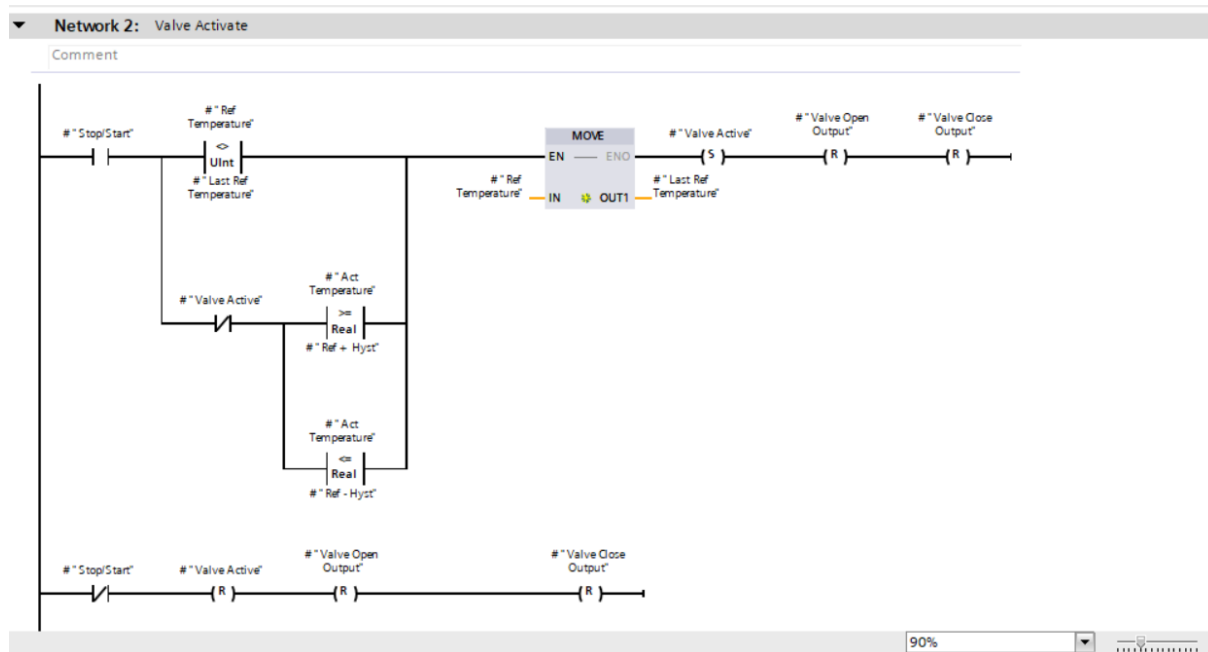 Network 2: Valve Activate
Comment
#"Stop/Start"
#"Ref
Temperature"
<>
UInt
#"Last Ref
Temperature"
MOVE
EN ENO
#"Ref
Temperature"
IN OUT1
#"Last Ref
Temperature"
#"Valve Active"
S
#"Valve Open
Output"
R
#"Valve Close
Output"
R
#"Valve Active"
#"Act
Temperature"
>=
Real
#"Ref + Hyst"
#"Act
Temperature"
<=
Real
#"Ref - Hyst"
#"Stop/Start"
#"Valve Active"
R
#"Valve Open
Output"
R
#"Valve Close
Output"
R
90%